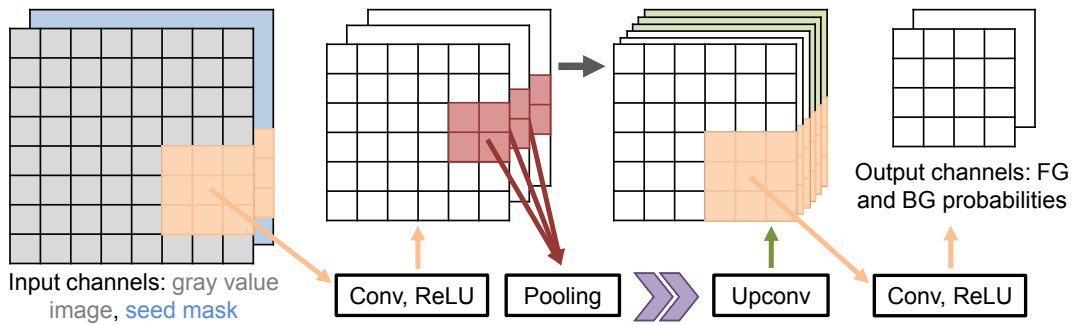 Input channels: gray value
image, seed mask
Conv, ReLU
Pooling
Upconv
Conv, ReLU
Output channels: FG
and BG probabilities